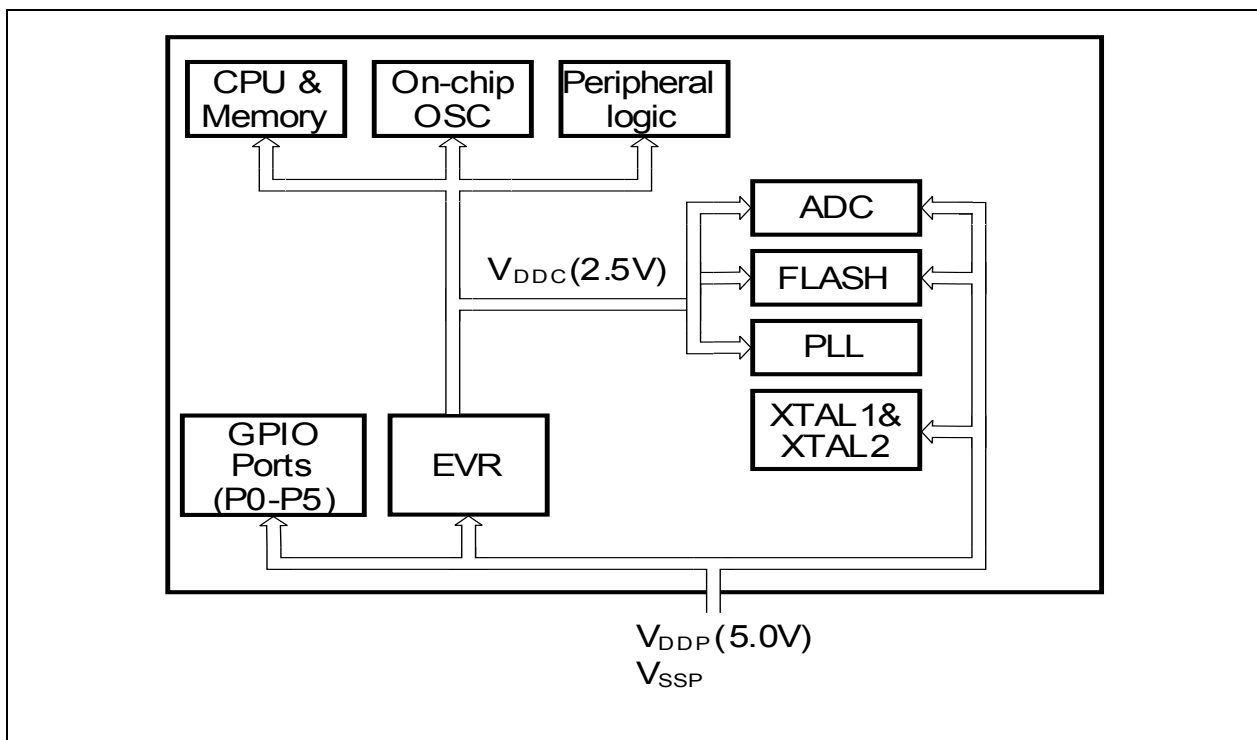 CPU &
Memory
On-chip
OSC
Peripheral
logic
ADC
VDDC(2.5V)
FLASH
PLL
XTAL1&
XTAL2
GPIO
Ports
(P0-P5)
EVR
VDDP(5.0V)
VSSP